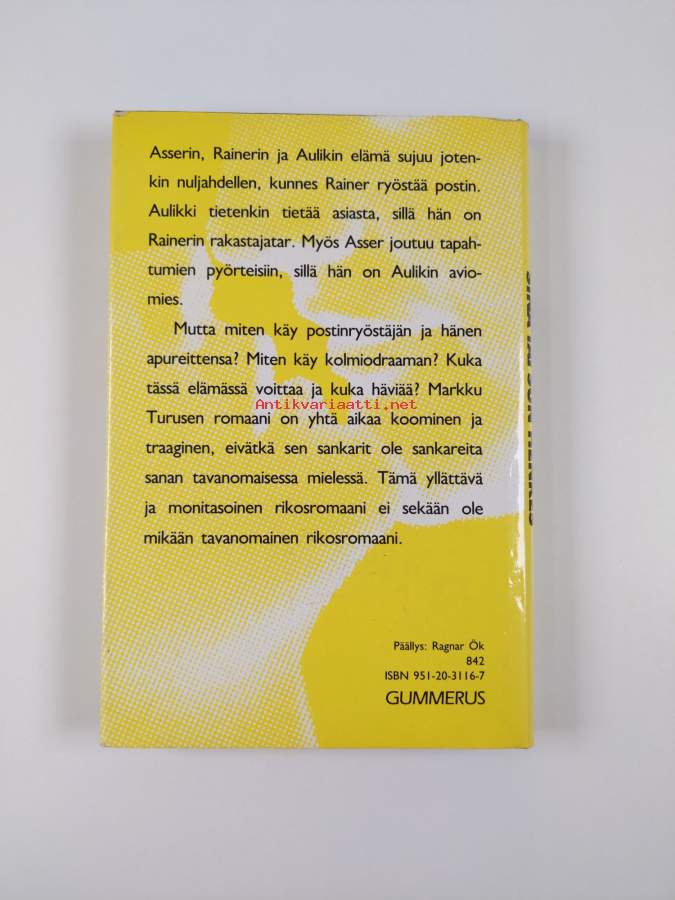 Asserin, Rainerin ja Aulikin elämä sujuu joten-
kin nuljahdellen, kunnes Rainer ryöstää postin.
Aulikki tietenkin tietää asiasta, sillä hän on
Rainerin rakastajatar. Myös Asser joutuu tapah-
tumien pyörteisiin, sillä hän on Aulikin avio-
mies.
Mutta miten käy postinryöstäjän ja hänen
apureittensa? Miten käy kolmiodraaman? Kuka
tässä elämässä voittaa ja kuka häviää? Markku
Antikvariaatti.net
Turusen romaani on yhtä aikaa koominen ja
traaginen, eivätkä sen sankarit ole sankareita
sanan tavanomaisessa mielessä. Tämä yllättävä
ja monitasoinen rikosromaani ei sekään ole
mikään tavanomainen rikosromaani.
Päällys: Ragnar Ök
842
ISBN 951-20-3116-7
GUMMERUS